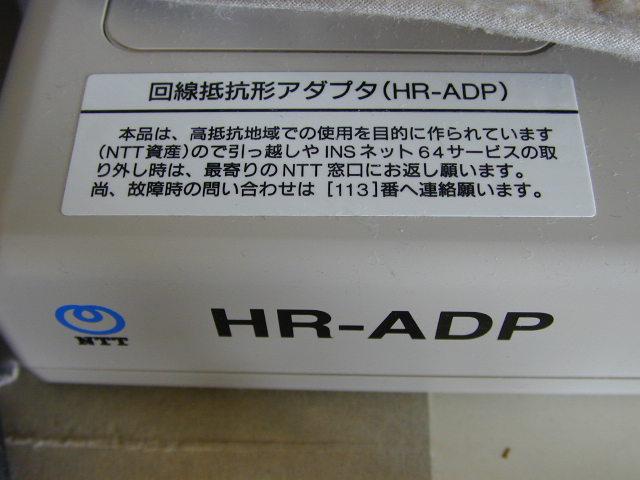 回線抵抗形アダプタ(HR-ADP)
本品は、高抵抗地域での使用を目的に作られています
(NTT資産)ので引っ越しやINSネット64サービスの取
り外し時は、最寄りのNTT窓口にお返し願います。
尚、故障時の問い合わせは [113]番へ連絡願います。
NTT HR-ADP